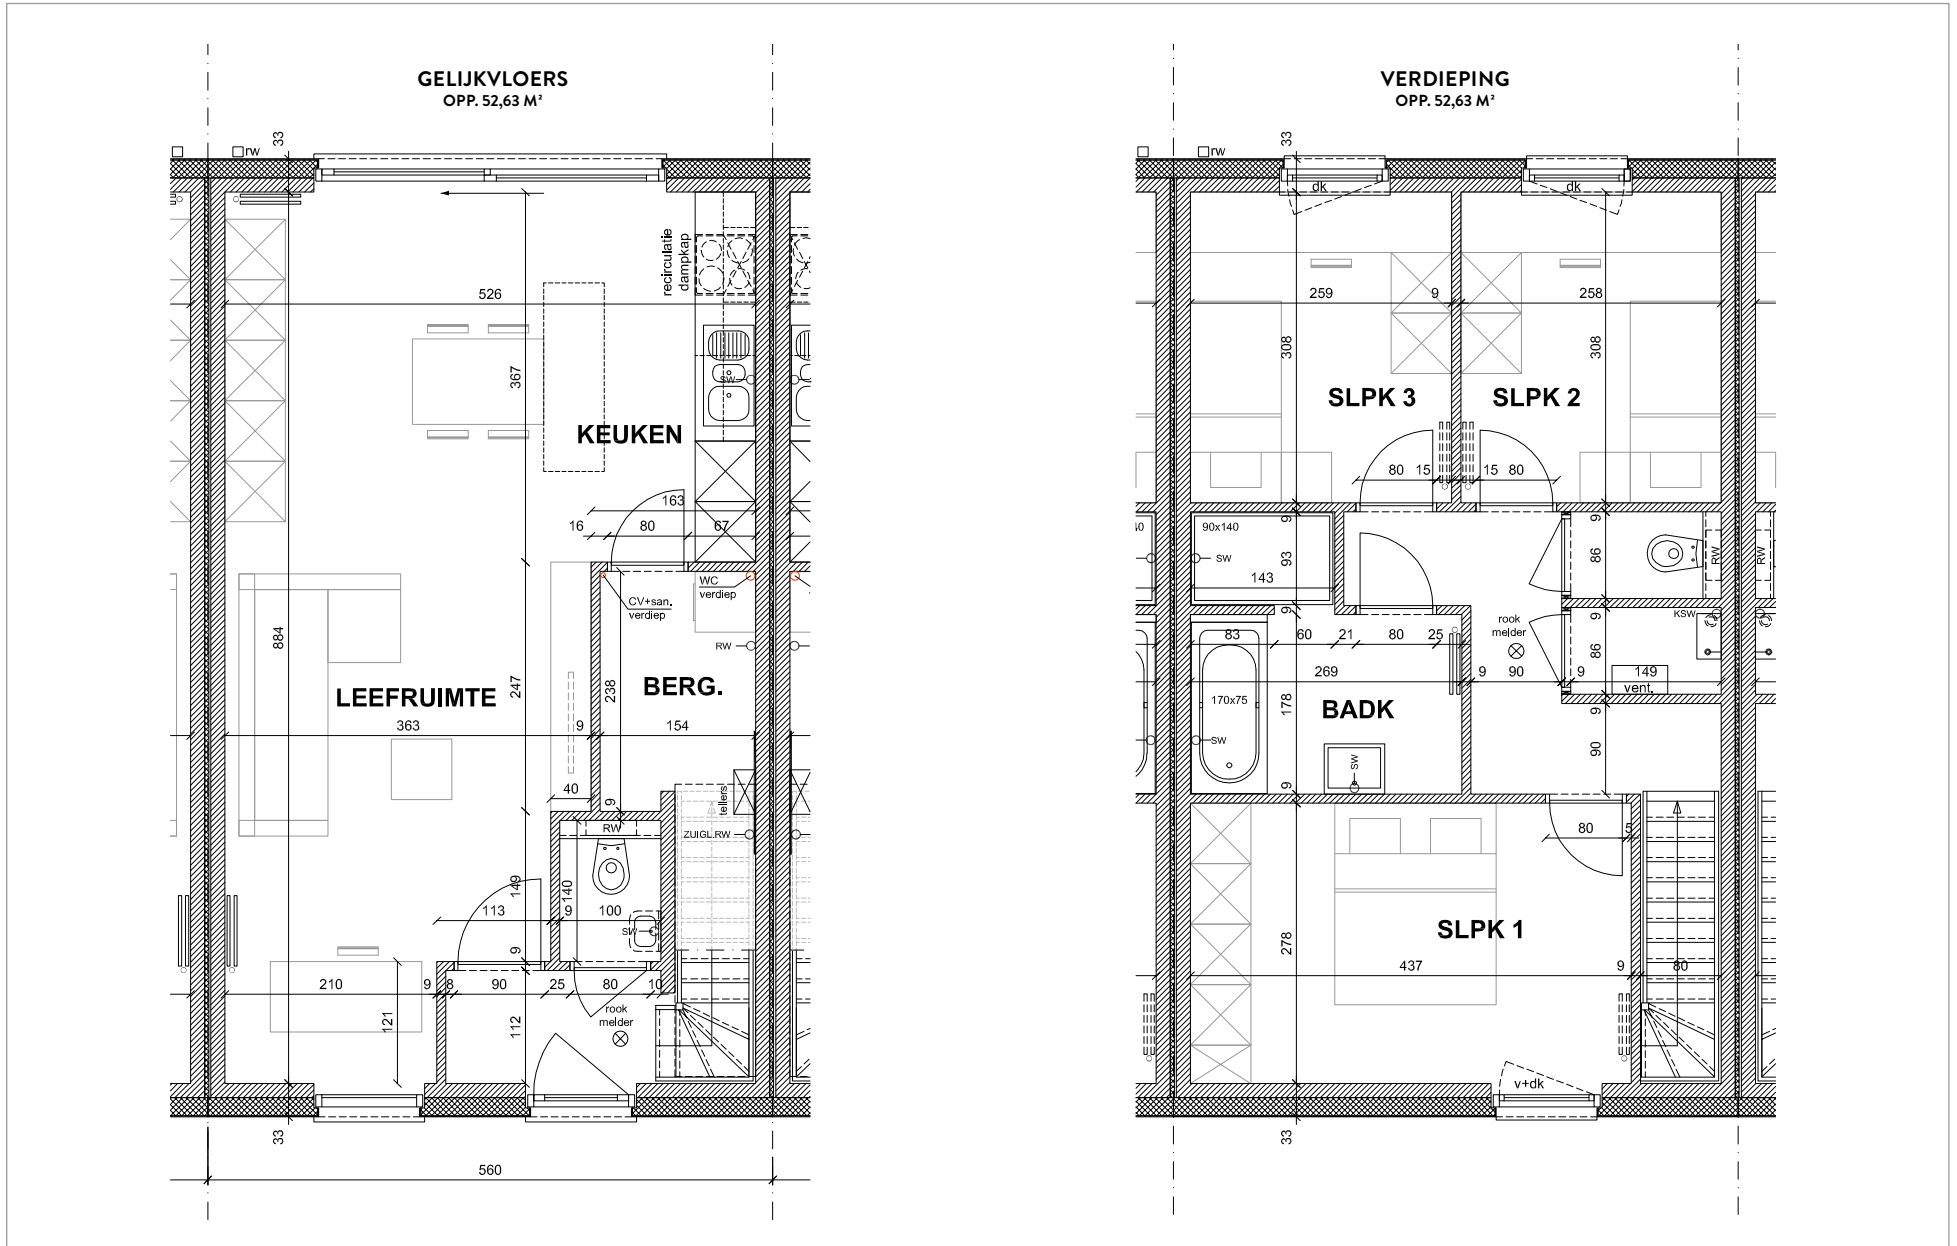 GELIJKVLOERS
OPP. 52,63 M²
33
rw
recirculatie
dampkap
526
367
SW
KEUKEN
163
16 80 67
WC
verdiep
CV+san.
verdiep
884
RW
247
238
BERG.
LEEFRUIMTE
363
9
154
40
9
tellers
RW
ZUIGL.RW
149
140
113
9
100
SW
9
210
9
8
90
25
80
10
rook
melder
121
112
33
560
VERDIEPING
OPP. 52,63 M²
33
rw
dk
dk
259
9
258
308
308
SLPK 3
SLPK 2
80 15
15 80
40
90x140
SW
9
93
143
9
86
RW
RW
9
83
60
21
80
25
rook
melder
9
86
KSW
269
9
90
9
149
vent.
170x75
178
BADK
9
90
SW
SW
9
80
5
SLPK 1
278
437
9
80
v+dk
33